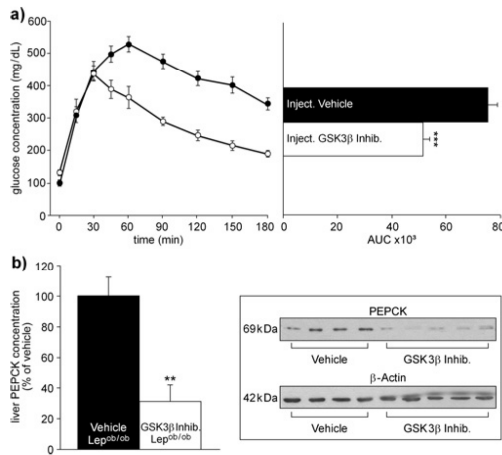 a)
glucose concentration (mg/dL)
600
500
400
300
200
100
0
0 30 60 90 120 150 180
time (min)
Inject. Vehicle
Inject. GSK3β Inhib.
***
0 20 40 60 80
AUC x10³
b)
liver PEPCK concentration
(% of vehicle)
120
100
80
60
40
20
0
Vehicle
Lepob/ob
**
GSK3βInhib.
Lepob/ob
PEPCK
69kDa
Vehicle GSK3β Inhib.
β-Actin
42kDa
Vehicle GSK3β Inhib.